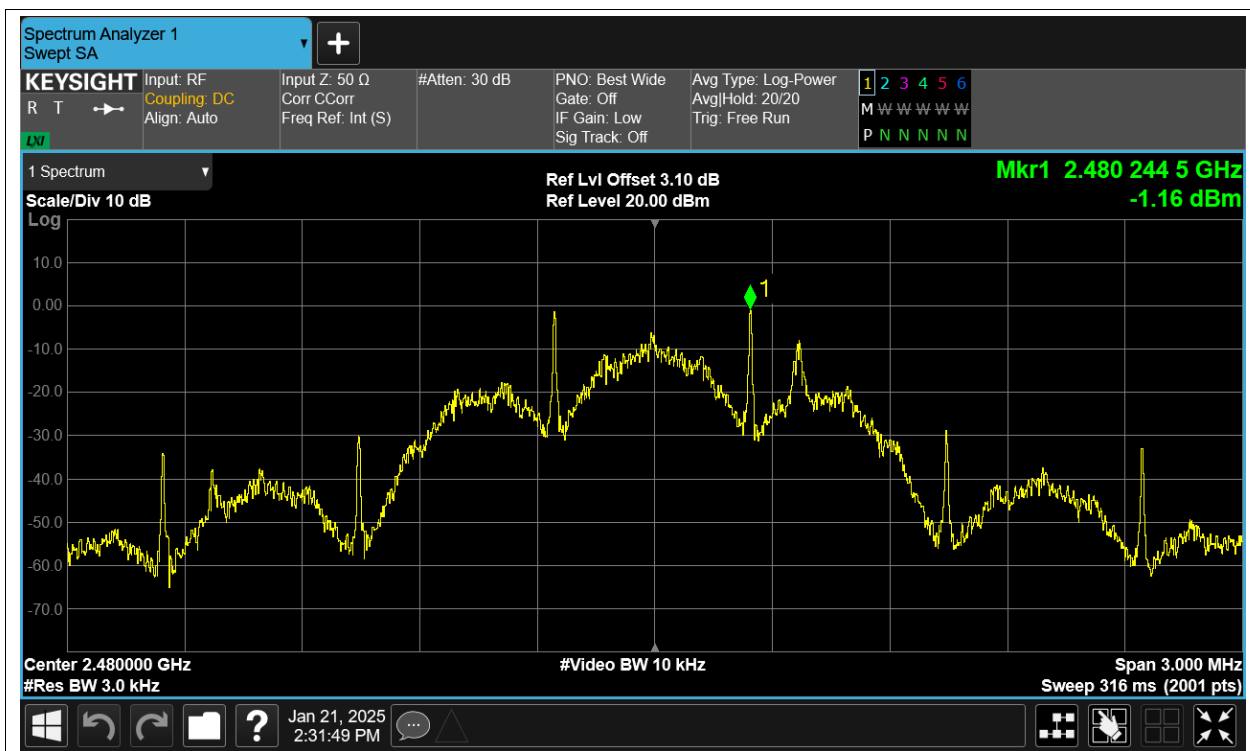 Spectrum Analyzer 1
Swept SA
KEYSIGHT
R T
LXI
Input: RF
Coupling: DC
Align: Auto
Input Z: 50 Ω
Corr CCorr
Freq Ref: Int (S)
#Atten: 30 dB
PNO: Best Wide
Gate: Off
IF Gain: Low
Sig Track: Off
Avg Type: Log-Power
Avg|Hold: 20/20
Trig: Free Run
1 2 3 4 5 6
M W W W W W
P N N N N N
1 Spectrum
Scale/Div 10 dB
Log
Ref Lvl Offset 3.10 dB
Ref Level 20.00 dBm
Mkr1 2.480 244 5 GHz
-1.16 dBm
10.0
0.00
-10.0
-20.0
-30.0
-40.0
-50.0
-60.0
-70.0
1
Center 2.480000 GHz
#Res BW 3.0 kHz
#Video BW 10 kHz
Span 3.000 MHz
Sweep 316 ms (2001 pts)
?
Jan 21, 2025
2:31:49 PM